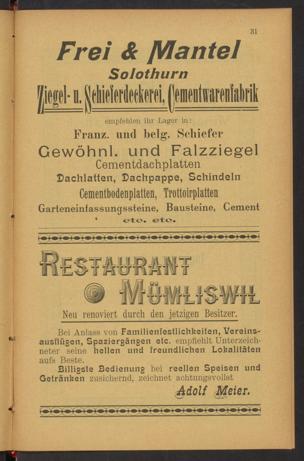 31
Frei & Mantel
Solothurn
Ziegel- u. Schieferdeckerei, Cementwarenfabrik
empfehlen ihr Lager in:
Franz. und belg. Schiefer
Gewöhnl. und Falzziegel
Cementdachplatten
Dachlatten, Dachpappe, Schindeln
Cementbodenplatten, Trottoirplatten
Garteneinfassungssteine, Bausteine, Cement
etc. etc.
RESTAURANT
MÜMLISWIL
Neu renoviert durch den jetzigen Besitzer.
Bei Anlass von Familienfestlichkeiten, Vereins-
ausflügen, Spaziergängen etc. empfiehlt Unterzeich-
neter seine hellen und freundlichen Lokalitäten
aufs Beste.
Billigste Bedienung bei reellen Speisen und
Getränken zusichernd, zeichnet achtungsvollst
Adolf Meier.